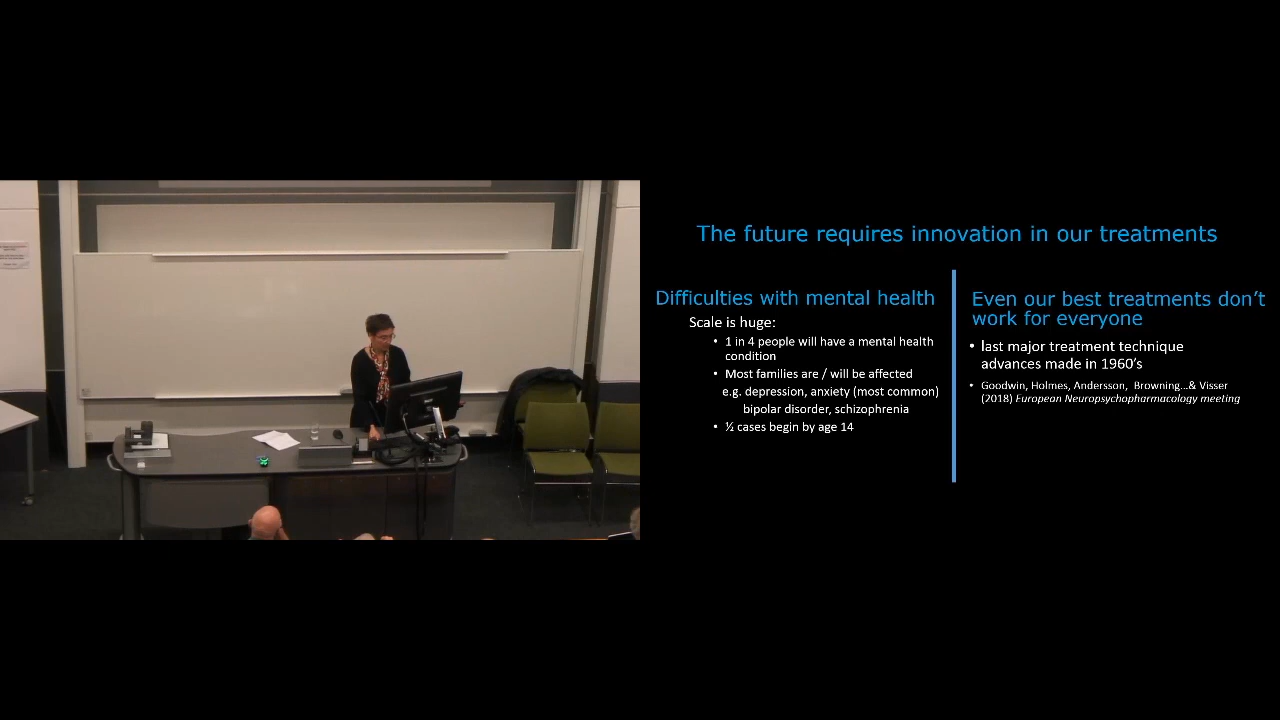 The future requires innovation in our treatments
Difficulties with mental health
Scale is huge:
• 1 in 4 people will have a mental health
condition
• Most families are / will be affected
e.g. depression, anxiety (most common)
bipolar disorder, schizophrenia
• ½ cases begin by age 14
Even our best treatments don't
work for everyone
• last major treatment technique
advances made in 1960's
• Goodwin, Holmes, Andersson, Browning…& Visser
(2018) European Neuropsychopharmacology meeting